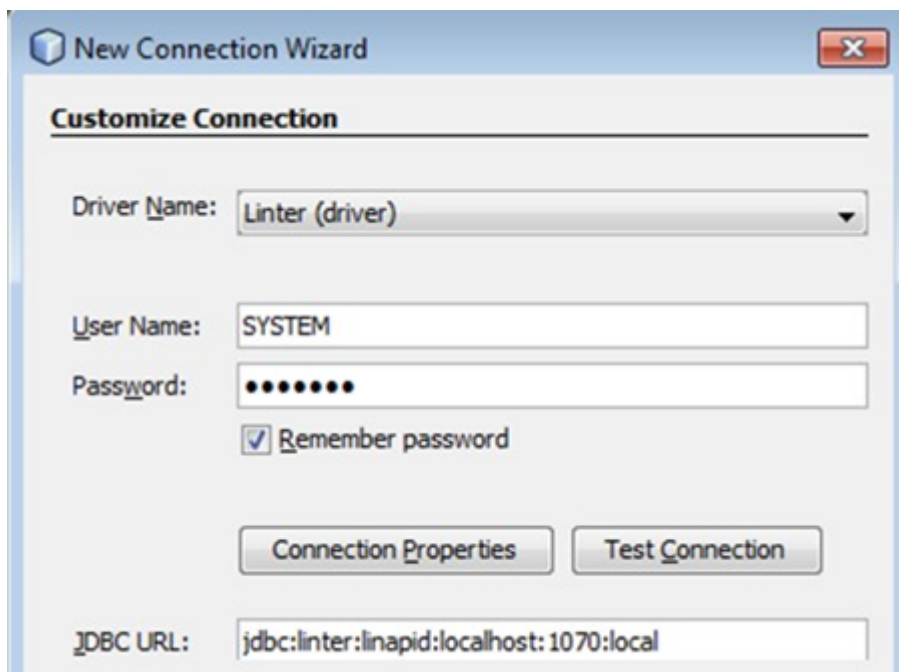 New Connection Wizard
Customize Connection
Driver Name: Linter (driver)
User Name: SYSTEM
Password: •••••••
Remember password
Connection Properties Test Connection
JDBC URL: jdbc:linter:linapid:localhost:1070:local